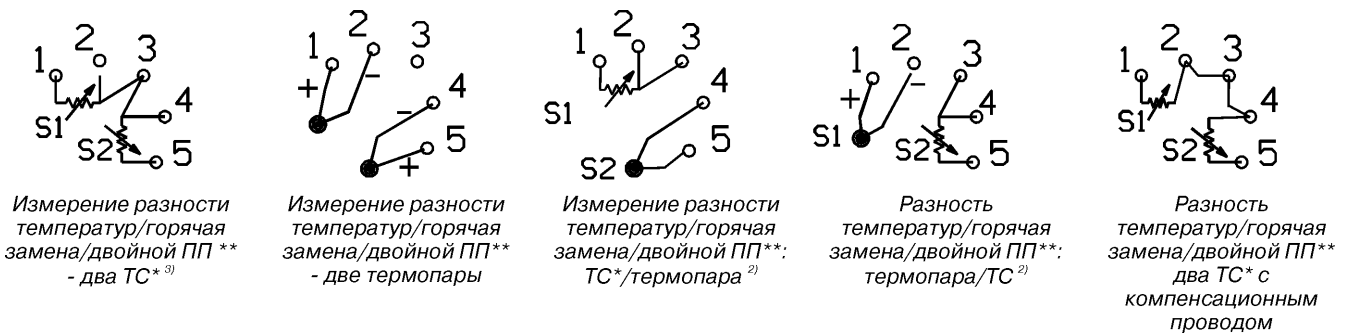 1 2 3 4 5 S1 S2
1 2 3 4 5 + − − +
1 2 3 4 5 S1 S2
1 2 3 4 5 + − S1 S2
1 2 3 4 5 S1 S2
Измерение разности
температур/горячая
замена/двойной ПП **
- два ТС* 3)
Измерение разности
температур/горячая
замена/двойной ПП**
- две термопары
Измерение разности
температур/горячая
замена/двойной ПП**:
ТС*/термопара 2)
Разность
температур/горячая
замена/двойной ПП**:
термопара/ТС 2)
Разность
температур/горячая
замена/двойной ПП**
два ТС* с
компенсационным
проводом